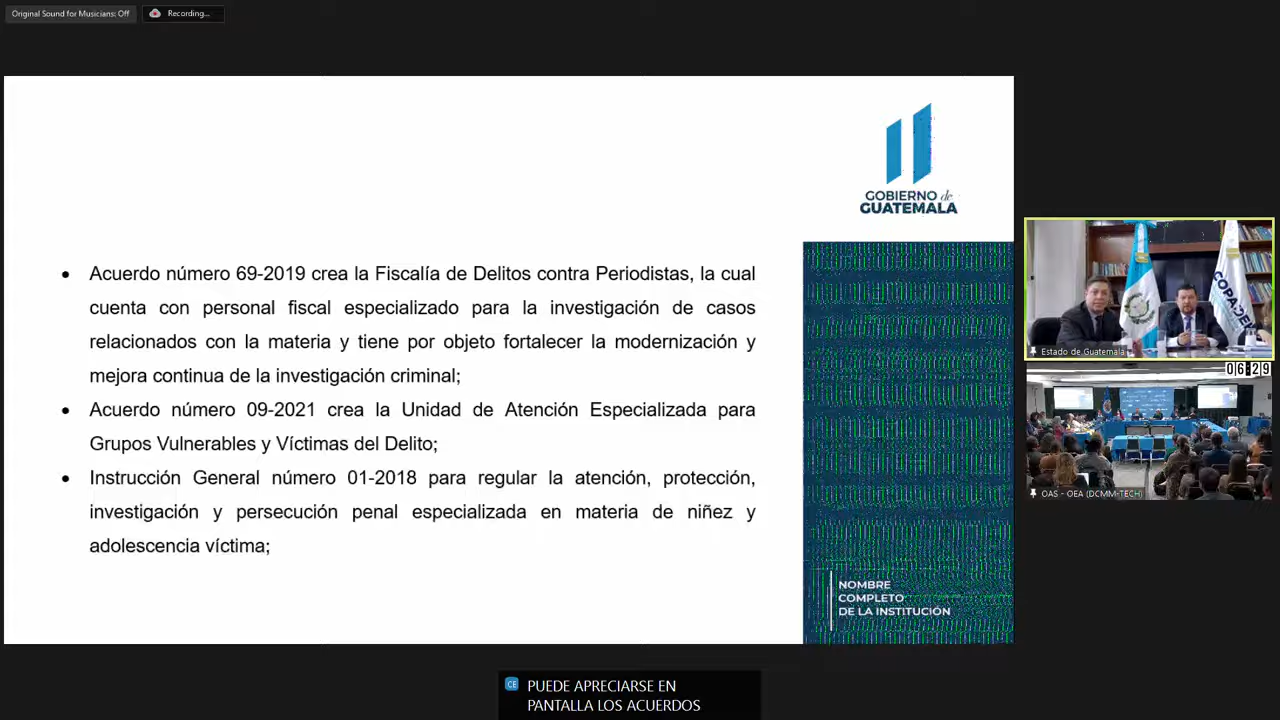 Original Sound for Musicians: Off
Recording...
GOBIERNO de
GUATEMALA
• Acuerdo número 69-2019 crea la Fiscalía de Delitos contra Periodistas, la cual
cuenta con personal fiscal especializado para la investigación de casos
relacionados con la materia y tiene por objeto fortalecer la modernización y
mejora continua de la investigación criminal;
• Acuerdo número 09-2021 crea la Unidad de Atención Especializada para
Grupos Vulnerables y Víctimas del Delito;
• Instrucción General número 01-2018 para regular la atención, protección,
investigación y persecución penal especializada en materia de niñez y
adolescencia víctima;
NOMBRE
COMPLETO
DE LA INSTITUCIÓN
COPADEH
Estado de Guatemala
06:29
OAS - OEA (DCMM-TECH)
CE
PUEDE APRECIARSE EN
PANTALLA LOS ACUERDOS